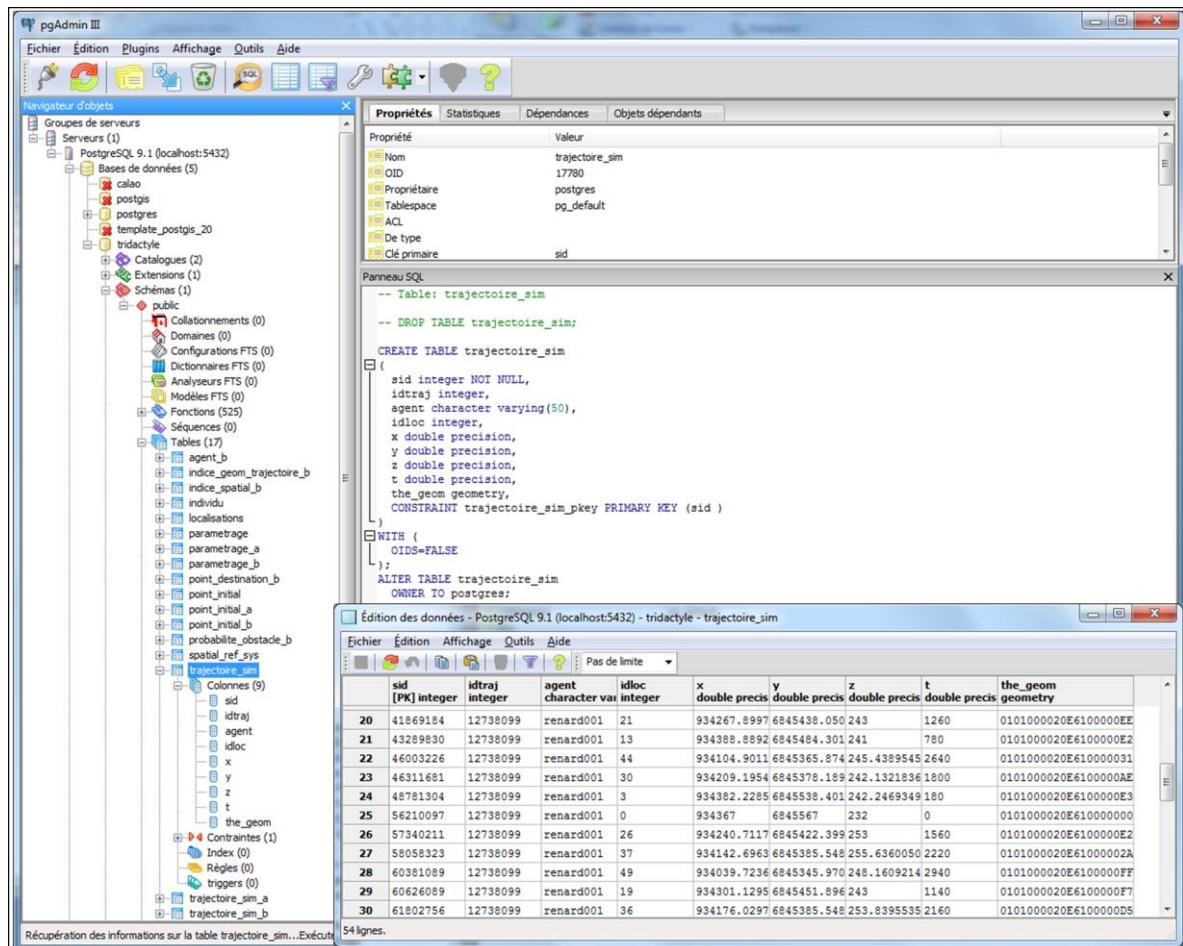 pgAdmin III
Fichier Édition Plugins Affichage Outils Aide
SQL
Navigateur d'objets
Groupes de serveurs
Serveurs (1)
PostgreSQL 9.1 (localhost:5432)
Bases de données (5)
calao
postgis
postgres
template_postgis_20
tridactyle
Catalogues (2)
Extensions (1)
Schémas (1)
public
Collationnements (0)
Domaines (0)
Configurations FTS (0)
Dictionnaires FTS (0)
Analyseurs FTS (0)
Modèles FTS (0)
Fonctions (525)
Séquences (0)
Tables (17)
agent_b
indice_geom_trajectoire_b
indice_spatial_b
individu
localisations
parametrage
parametrage_a
parametrage_b
point_destination_b
point_initial
point_initial_a
point_initial_b
probabilite_obstacle_b
spatial_ref_sys
trajectoire_sim
Colonnes (9)
sid
idtraj
agent
idloc
x
y
z
t
the_geom
Contraintes (1)
Index (0)
Règles (0)
triggers (0)
trajectoire_sim_a
trajectoire_sim_b
Récupération des informations sur la table trajectoire_sim...Exécut
Propriétés Statistiques Dépendances Objets dépendants
Propriété Valeur
Nom trajectoire_sim
OID 17780
Propriétaire postgres
Tablespace pg_default
ACL
De type
Clé primaire sid
Panneau SQL
-- Table: trajectoire_sim
-- DROP TABLE trajectoire_sim;
CREATE TABLE trajectoire_sim
(
sid integer NOT NULL,
idtraj integer,
agent character varying(50),
idloc integer,
x double precision,
y double precision,
z double precision,
t double precision,
the_geom geometry,
CONSTRAINT trajectoire_sim_pkey PRIMARY KEY (sid )
)
WITH (
OIDS=FALSE
);
ALTER TABLE trajectoire_sim
OWNER TO postgres;
Édition des données - PostgreSQL 9.1 (localhost:5432) - tridactyle - trajectoire_sim
Fichier Édition Affichage Outils Aide
Pas de limite
sid idtraj agent idloc x y z t the_geom
[PK] integer integer character var integer double precis double precis double precis double precis geometry
20 41869184 12738099 renard001 21 934267.8997 6845438.050 243 1260 0101000020E6100000EE
21 43289830 12738099 renard001 13 934388.8892 6845484.301 241 780 0101000020E6100000E2
22 46003226 12738099 renard001 44 934104.9011 6845365.874 245.4389545 2640 0101000020E610000031
23 46311681 12738099 renard001 30 934209.1954 6845378.189 242.1321836 1800 0101000020E6100000AE
24 48781304 12738099 renard001 3 934382.2285 6845538.401 242.2469349 180 0101000020E6100000E3
25 56210097 12738099 renard001 0 934367 6845567 232 0 0101000020E610000000
26 57340211 12738099 renard001 26 934240.7117 6845422.399 253 1560 0101000020E6100000E2
27 58058323 12738099 renard001 37 934142.6963 6845385.548 255.6360050 2220 0101000020E61000002A
28 60381089 12738099 renard001 49 934039.7236 6845345.970 248.1609214 2940 0101000020E6100000FF
29 60626089 12738099 renard001 19 934301.1295 6845451.896 243 1140 0101000020E6100000F7
30 61802756 12738099 renard001 36 934176.0297 6845385.548 253.8395535 2160 0101000020E6100000D5
54 lignes.